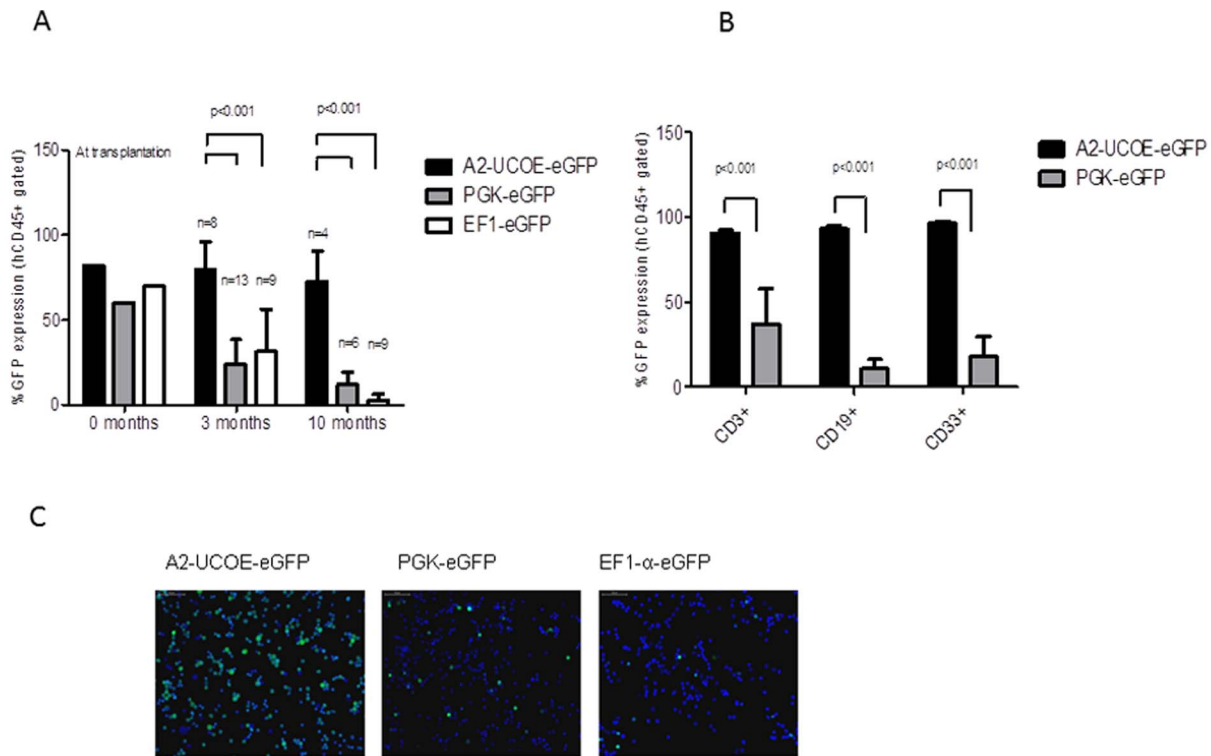 A
B
p<0.001
p<0.001
150
At transplantation
100
50
0
% GFP expression (hCD45+ gated)
n=8
n=13
n=9
n=4
n=6
n=9
0 months
3 months
10 months
A2-UCOE-eGFP
PGK-eGFP
EF1-eGFP
150
100
50
0
% GFP expression (hCD45+ gated)
p<0.001
p<0.001
p<0.001
CD3+
CD19+
CD33+
A2-UCOE-eGFP
PGK-eGFP
C
A2-UCOE-eGFP
PGK-eGFP
EF1-α-eGFP